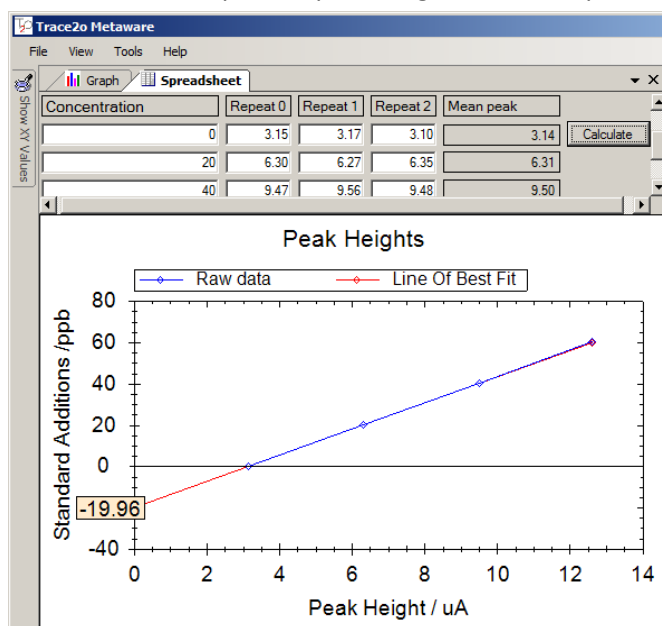 Trace2o Metaware
File View Tools Help
Graph Spreadsheet
Show XY Values
Concentration Repeat 0 Repeat 1 Repeat 2 Mean peak
0 3.15 3.17 3.10 3.14 Calculate
20 6.30 6.27 6.35 6.31
40 9.47 9.56 9.48 9.50
Peak Heights
Raw data Line Of Best Fit
80
60
40
20
0
-19.96
-40
Standard Additions /ppb
0 2 4 6 8 10 12 14
Peak Height / uA